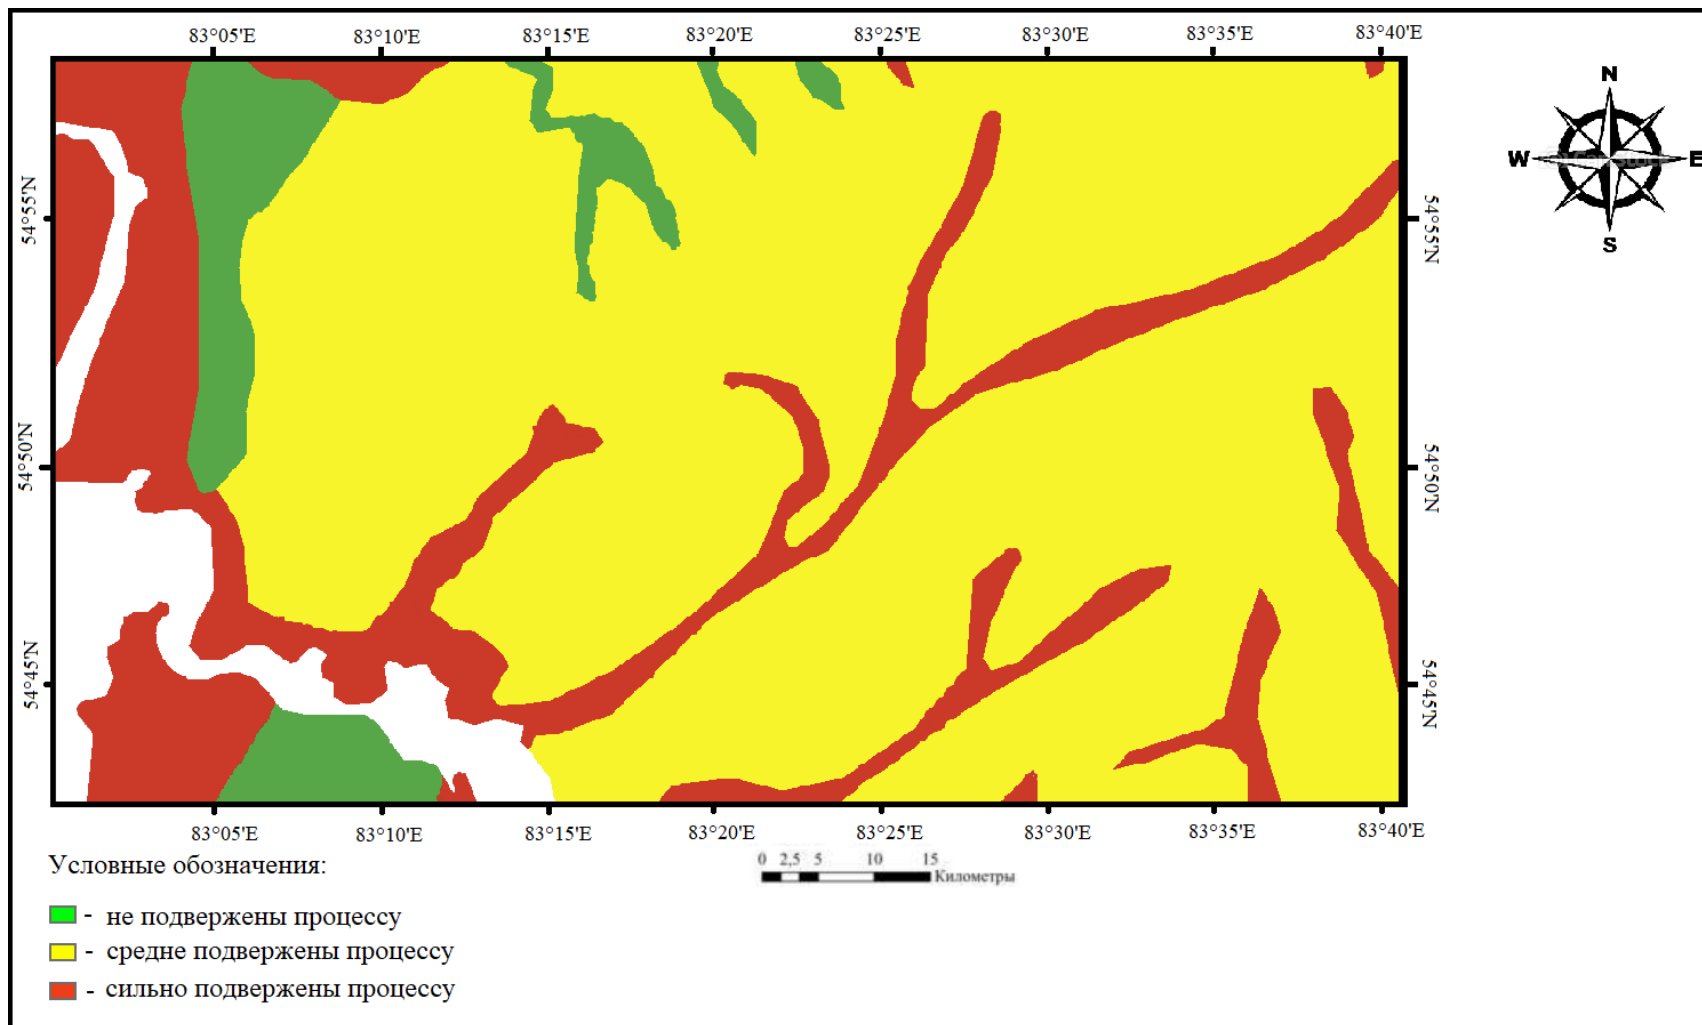 83°05'E 83°10'E 83°15'E 83°20'E 83°25'E 83°30'E 83°35'E 83°40'E
N
W E
S
54°55'N 54°55'N
54°50'N 54°50'N
54°45'N 54°45'N
83°05'E 83°10'E 83°15'E 83°20'E 83°25'E 83°30'E 83°35'E 83°40'E
Условные обозначения:
0 2,5 5 10 15
Километры
- не подвержены процессу
- средне подвержены процессу
- сильно подвержены процессу